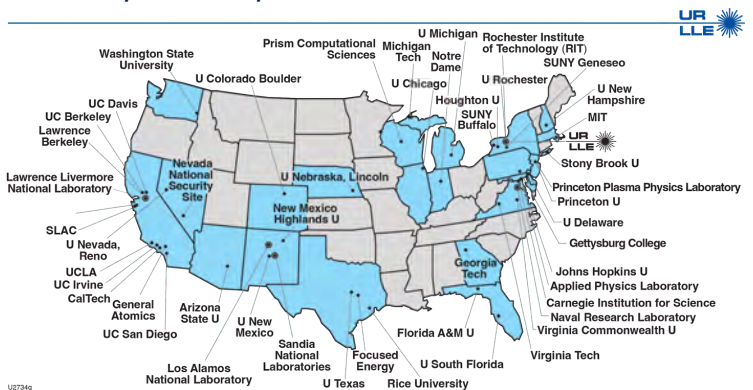 UR
LLE
Washington State
University
Prism Computational
Sciences
Michigan
Tech
U Michigan
Notre
Dame
Rochester Institute
of Technology (RIT)
SUNY Geneseo
U Colorado Boulder
U Chicago
U Rochester
Houghton U
SUNY
Buffalo
U New
Hampshire
MIT
UR
LLE
Stony Brook U
Princeton Plasma Physics Laboratory
Princeton U
U Delaware
Gettysburg College
Johns Hopkins U
Applied Physics Laboratory
Carnegie Institution for Science
Naval Research Laboratory
Virginia Commonwealth U
Virginia Tech
UC Davis
UC Berkeley
Lawrence
Berkeley
Lawrence Livermore
National Laboratory
SLAC
U Nevada,
Reno
UCLA
UC Irvine
CalTech
General
Atomics
UC San Diego
Nevada
National
Security
Site
U Nebraska, Lincoln
New Mexico
Highlands U
Georgia
Tech
Arizona
State U
U New
Mexico
Los Alamos
National Laboratory
Sandia
National
Laboratories
U Texas
Focused
Energy
Rice University
Florida A&M U
U South Florida
U2734g